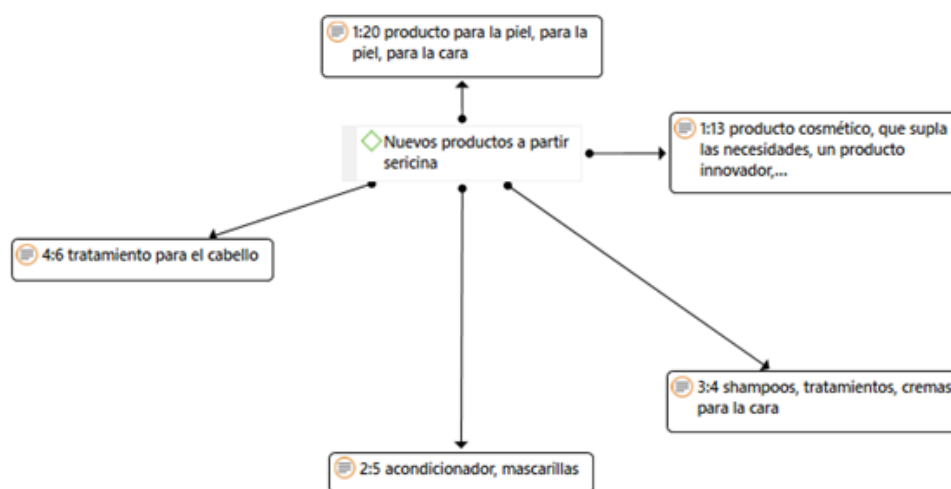 1:20 producto para la piel, para la
piel, para la cara
Nuevos productos a partir
sericina
1:13 producto cosmético, que supla
las necesidades, un producto
innovador,...
4:6 tratamiento para el cabello
3:4 shampoos, tratamientos, cremas
para la cara
2:5 acondicionador, mascarillas